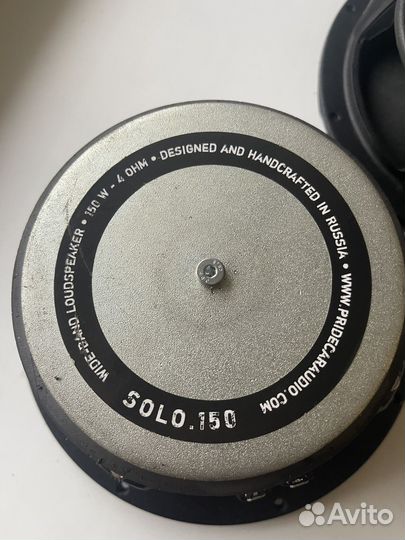 WIDE-BAND LOUDSPEAKER • 150 W - 4 OHM • DESIGNED AND HANDCRAFTED IN RUSSIA • WWW.PRIDECARAUDIO.COM
SOLO.150
Avito